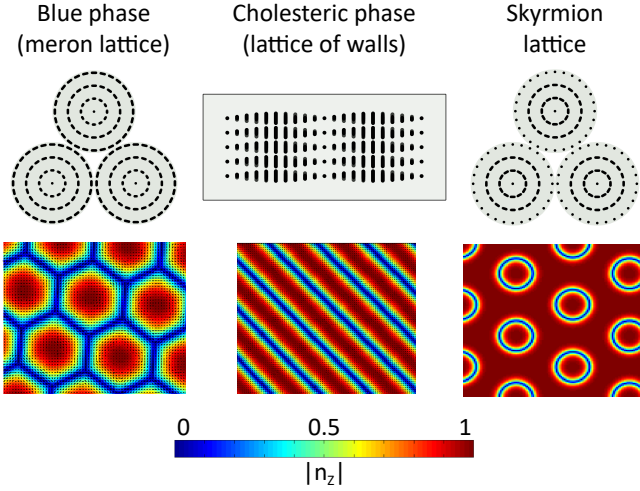 Blue phase
(meron lattice)
Cholesteric phase
(lattice of walls)
Skyrmion
lattice
0 0.5 1
|n_z|